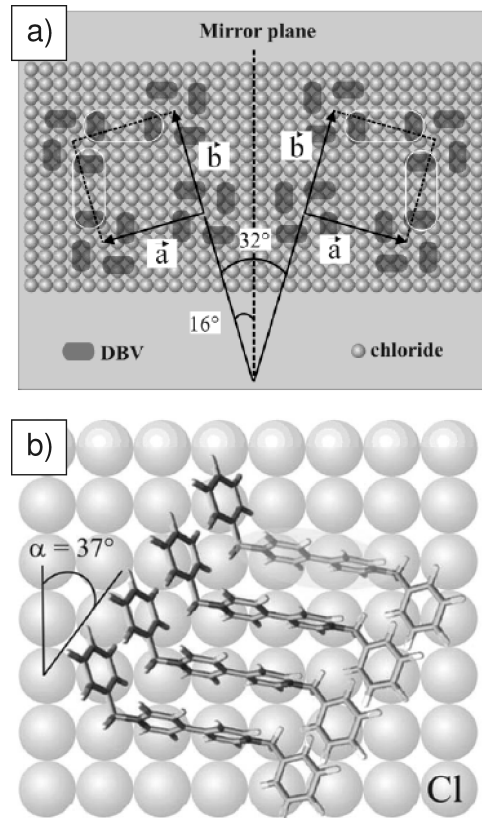 a)
Mirror plane
b⃗
b⃗
a⃗
32°
a⃗
16°
DBV
chloride
b)
α = 37°
Cl